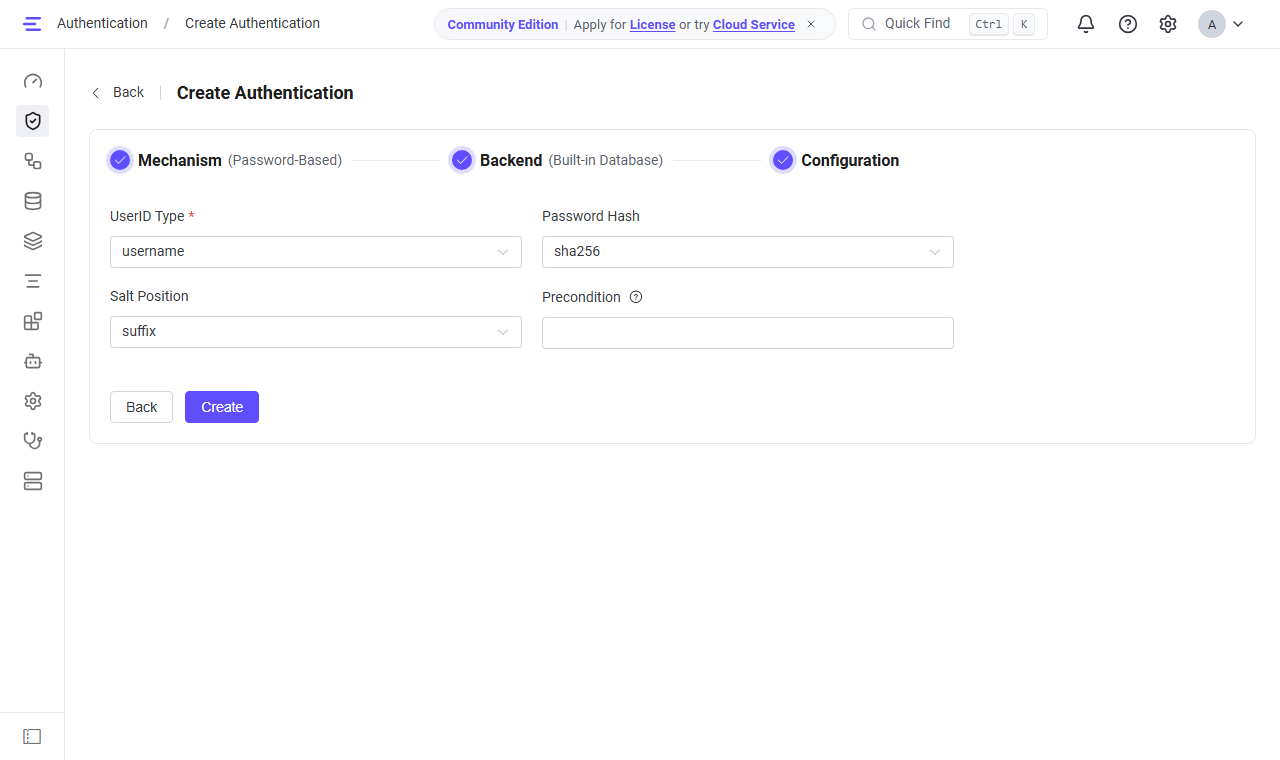 Authentication / Create Authentication
Community Edition | Apply for License or try Cloud Service
Quick Find Ctrl K
A
Back | Create Authentication
Mechanism (Password-Based)
Backend (Built-in Database)
Configuration
UserID Type *
Password Hash
username
sha256
Salt Position
Precondition
suffix
Back
Create